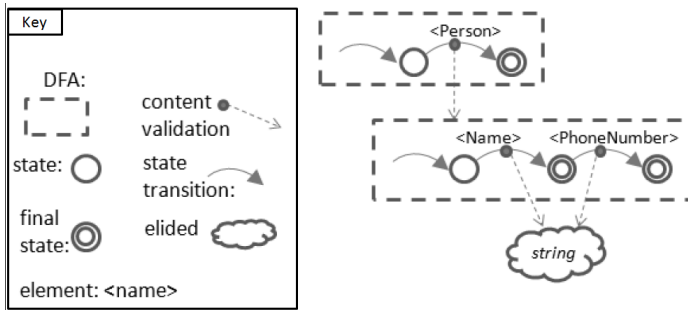 Key
DFA:
content
validation
state:
state
transition:
final
state:
elided
element: <name>
<Person>
<Name> <PhoneNumber>
string